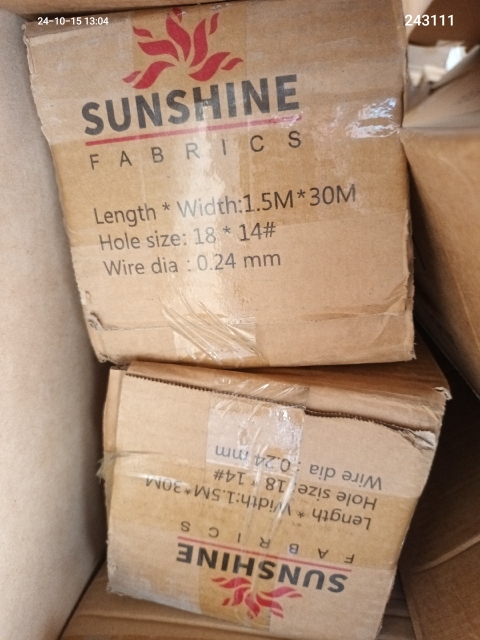 24-10-15 13:04
243111
SUNSHINE
FABRICS
Length * Width:1.5M*30M
Hole size: 18 * 14#
Wire dia : 0.24 mm
SUNSHINE
FABRICS
Length * Width:1.5M*30M
Hole size: 18 * 14#
Wire dia : 0.24 mm